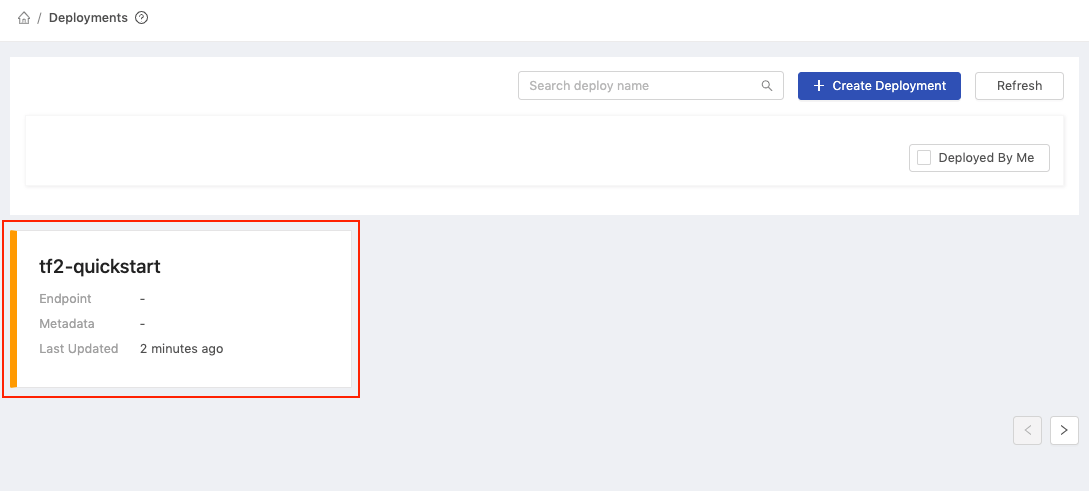 / Deployments
Search deploy name
+ Create Deployment
Refresh
Deployed By Me
tf2-quickstart
Endpoint -
Metadata -
Last Updated 2 minutes ago
< >